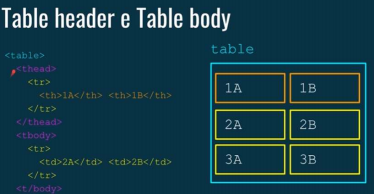 Table header e Table body
<table>
<thead>
<tr>
<th>1A</th> <th>1B</th>
</tr>
</thead>
<tbody>
<tr>
<td>2A</td> <td>2B</td>
</tr>
<t/body>
table
1A 1B
2A 2B
3A 3B